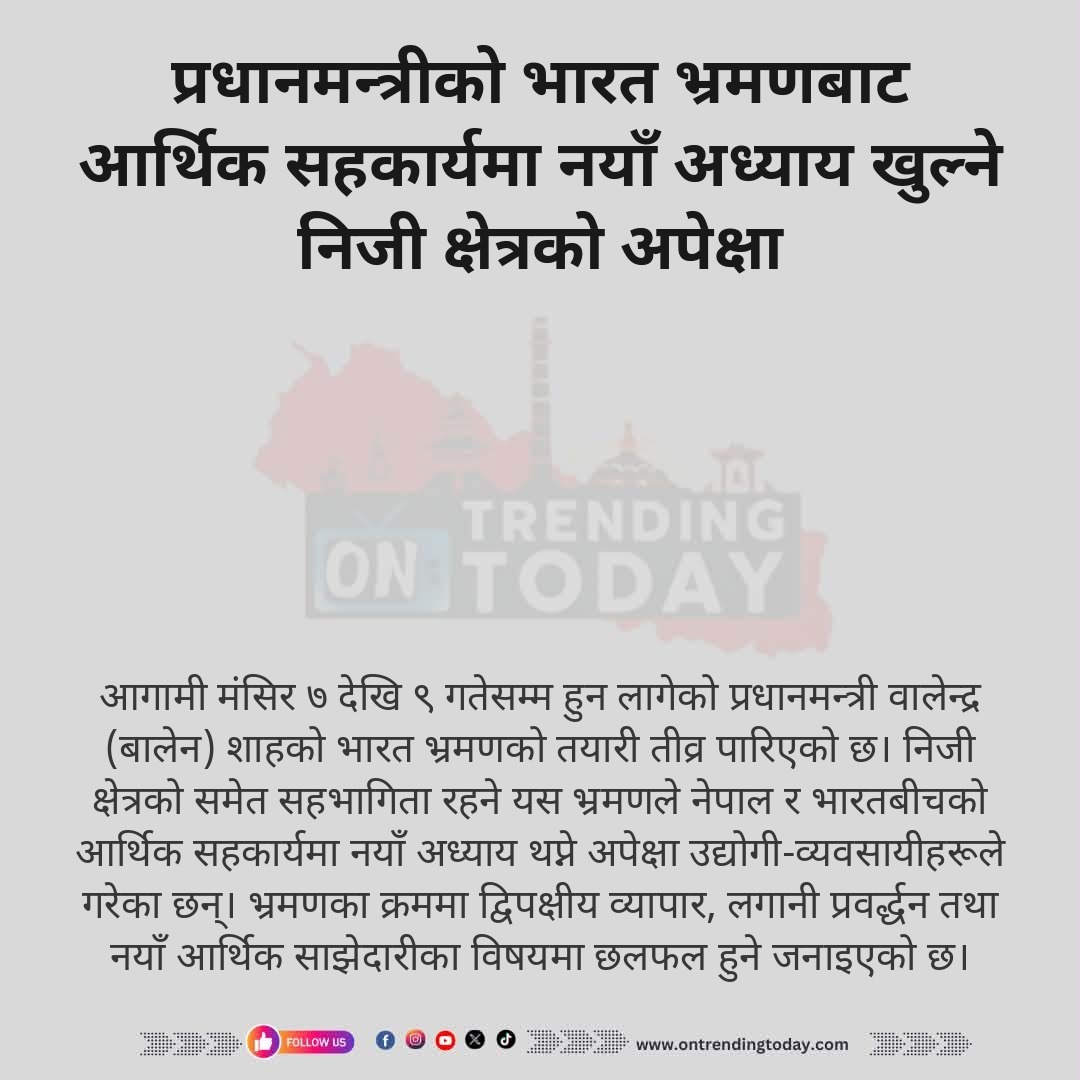 प्रधानमन्त्रीको भारत भ्रमणबाट
आर्थिक सहकार्यमा नयाँ अध्याय खुल्ने
निजी क्षेत्रको अपेक्षा
TRENDING
ON TODAY
आगामी मंसिर ७ देखि ९ गतेसम्म हुन लागेको प्रधानमन्त्री वालेन्द्र
(बालेन) शाहको भारत भ्रमणको तयारी तीव्र पारिएको छ। निजी
क्षेत्रको समेत सहभागिता रहने यस भ्रमणले नेपाल र भारतबीचको
आर्थिक सहकार्यमा नयाँ अध्याय थप्ने अपेक्षा उद्योगी-व्यवसायीहरूले
गरेका छन्। भ्रमणका क्रममा द्विपक्षीय व्यापार, लगानी प्रवर्द्धन तथा
नयाँ आर्थिक साझेदारीका विषयमा छलफल हुने जनाइएको छ।
FOLLOW US www.ontrendingtoday.com